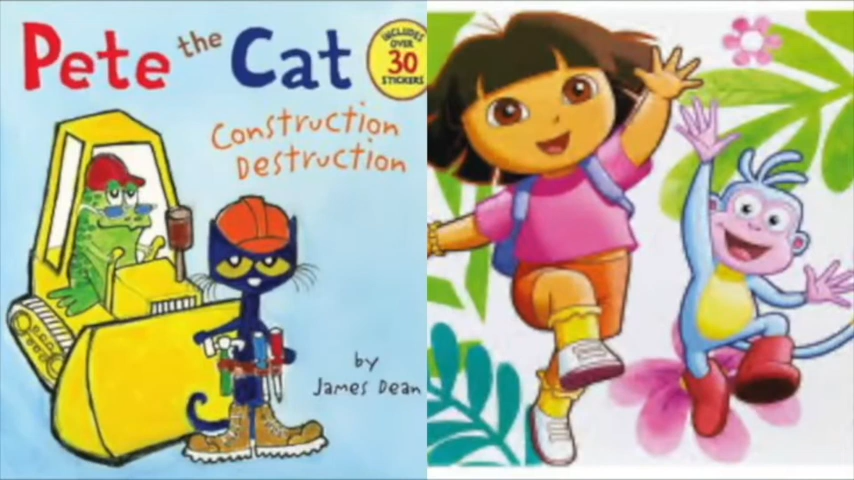 Pete the Cat
INCLUDES
OVER
30
STICKERS
Construction
Destruction
by
James Dean